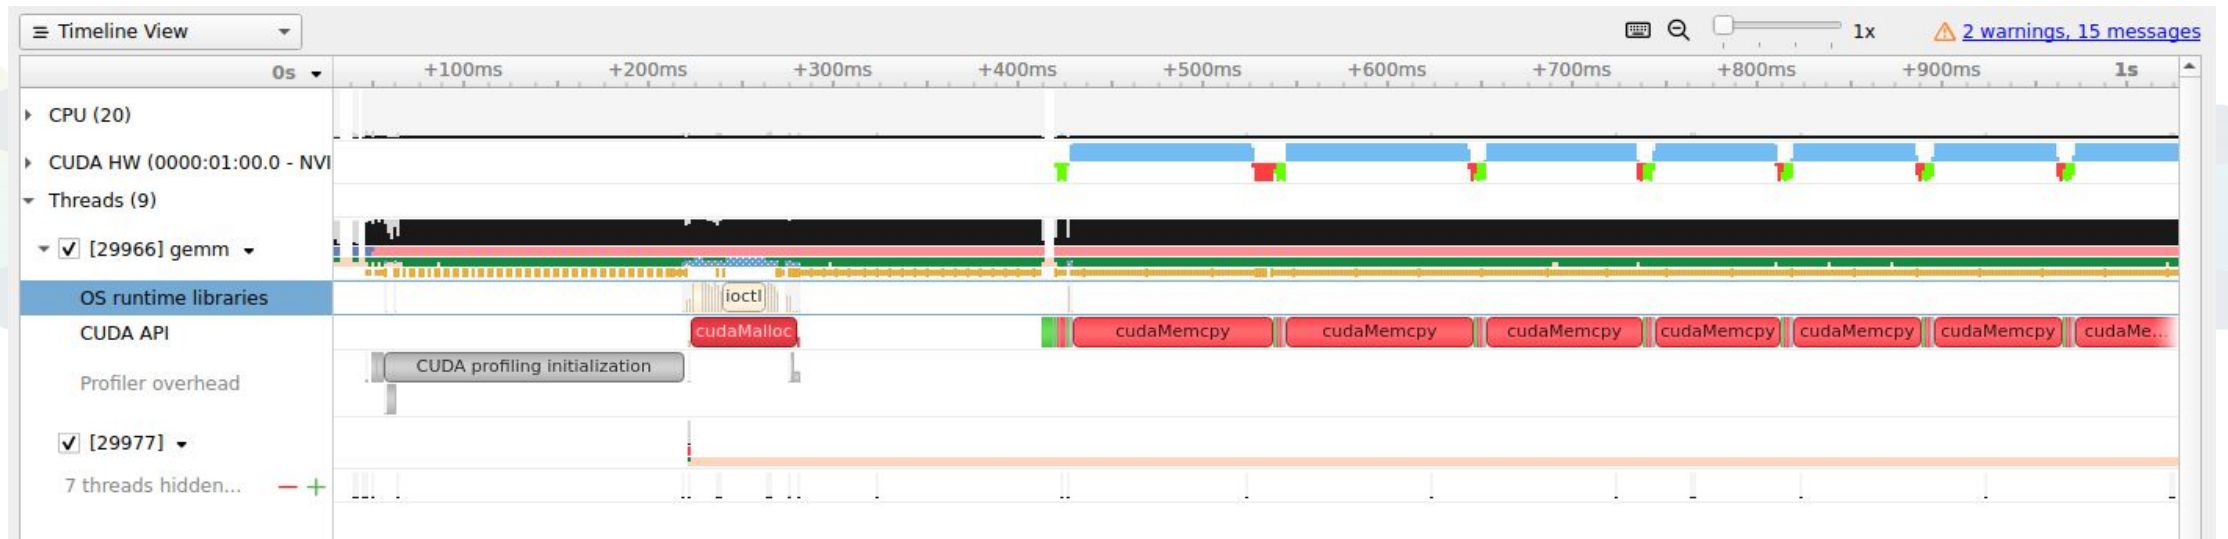 Timeline View
1x
2 warnings, 15 messages
0s
+100ms +200ms +300ms +400ms +500ms +600ms +700ms +800ms +900ms 1s
CPU (20)
CUDA HW (0000:01:00.0 - NVI
Threads (9)
[29966] gemm
OS runtime libraries
ioctl
CUDA API
cudaMalloc cudaMemcpy cudaMemcpy cudaMemcpy cudaMemcpy cudaMemcpy cudaMemcpy cudaMe...
CUDA profiling initialization
Profiler overhead
[29977]
7 threads hidden...